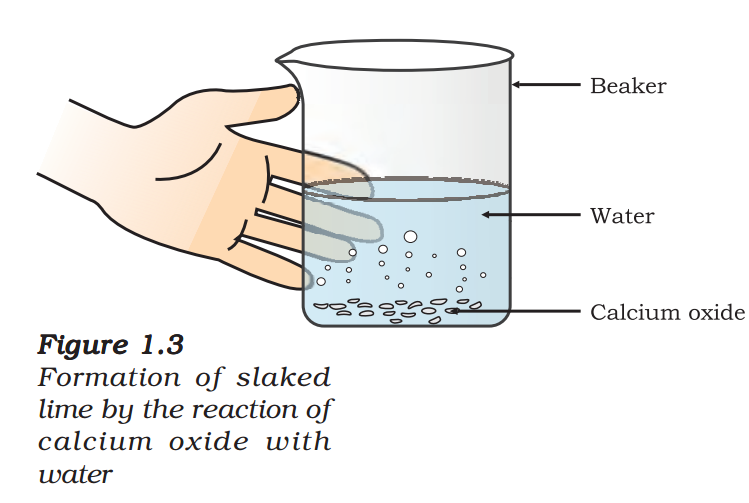 Beaker
Water
Calcium oxide
Figure 1.3
Formation of slaked
lime by the reaction of
calcium oxide with
water